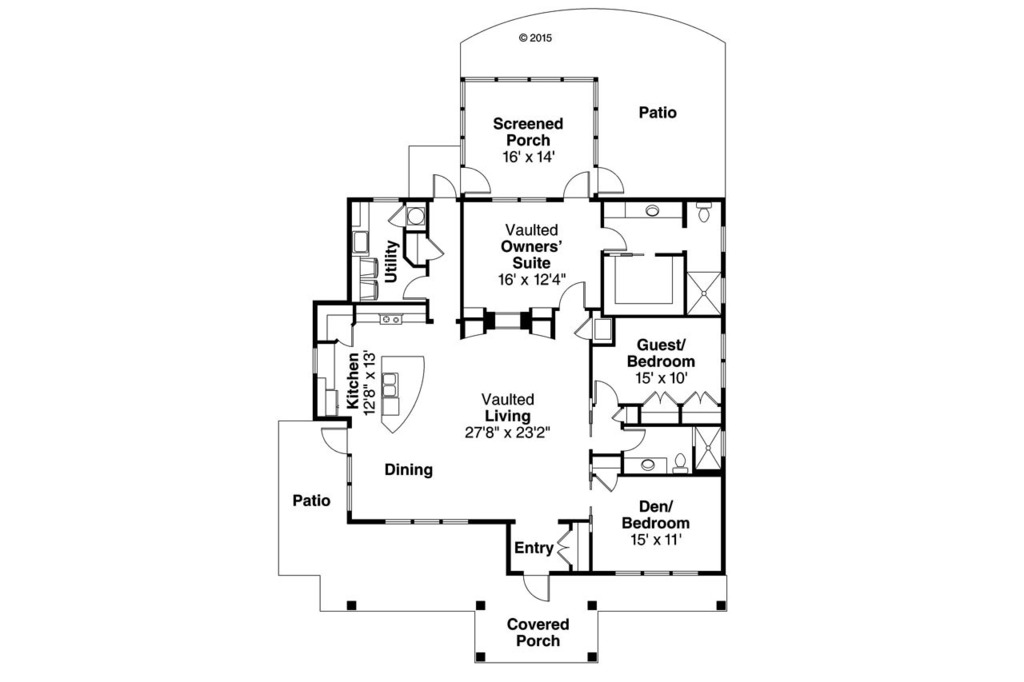 © 2015
Patio
Screened
Porch
16' x 14'
Vaulted
Owners'
Suite
16' x 12'4"
Utility
Kitchen
12'8" x 13'
Guest/
Bedroom
15' x 10'
Vaulted
Living
27'8" x 23'2"
Dining
Patio
Den/
Bedroom
15' x 11'
Entry
Covered
Porch